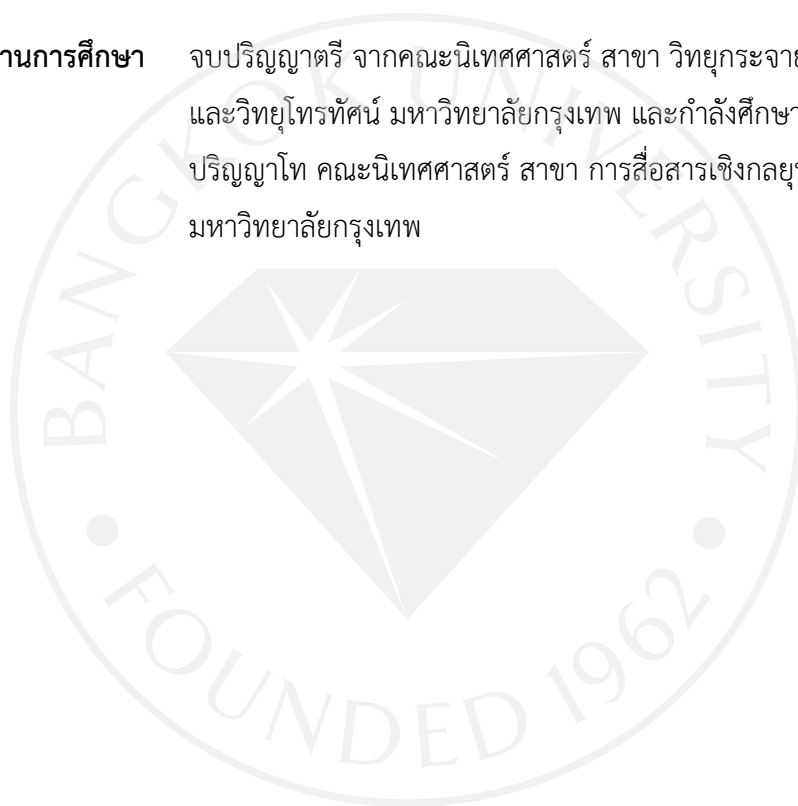 านการศึกษา จบปริญญาตรี จากคณะนิเทศศาสตร์ สาขา วิทยุกระจาย
และวิทยุโทรทัศน์ มหาวิทยาลัยกรุงเทพ และกำลังศึกษา
ปริญญาโท คณะนิเทศศาสตร์ สาขา การสื่อสารเชิงกลยุ
มหาวิทยาลัยกรุงเทพ
BANGKOK UNIVERSITY
FOUNDED 1962